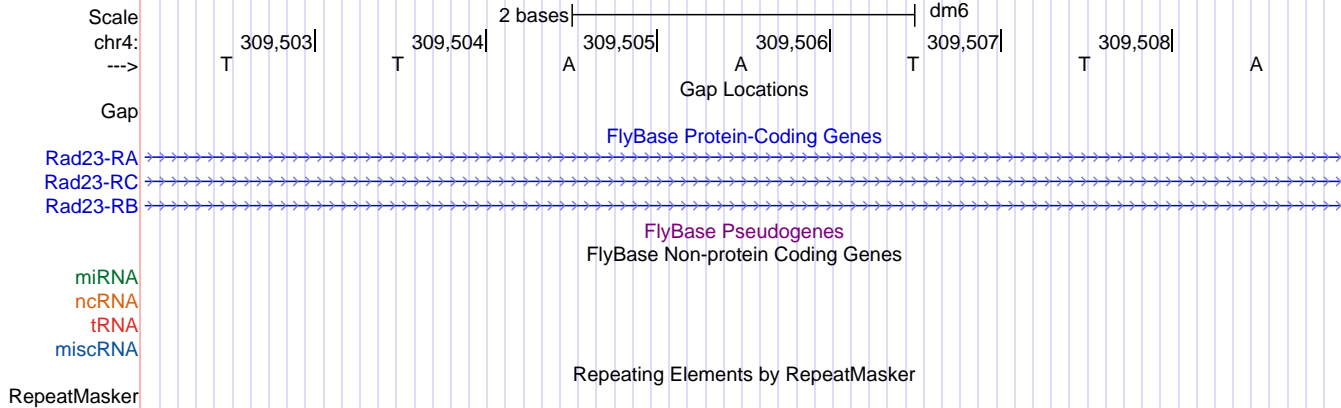 Scale 2 bases dm6
chr4: 309,503 309,504 309,505 309,506 309,507 309,508
---> T T A A T T A
Gap Locations
Gap
FlyBase Protein-Coding Genes
Rad23-RA
Rad23-RC
Rad23-RB
FlyBase Pseudogenes
FlyBase Non-protein Coding Genes
miRNA
ncRNA
tRNA
miscRNA
Repeating Elements by RepeatMasker
RepeatMasker